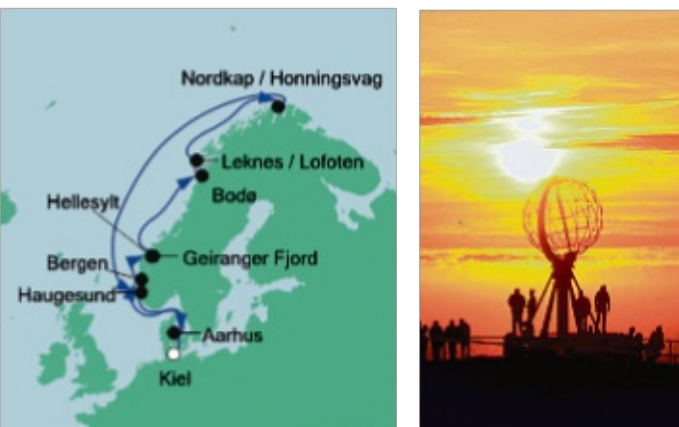 Nordkap / Honningsvag
Leknes / Lofoten
Bodø
Hellesylt
Geiranger Fjord
Bergen
Haugesund
Aarhus
Kiel